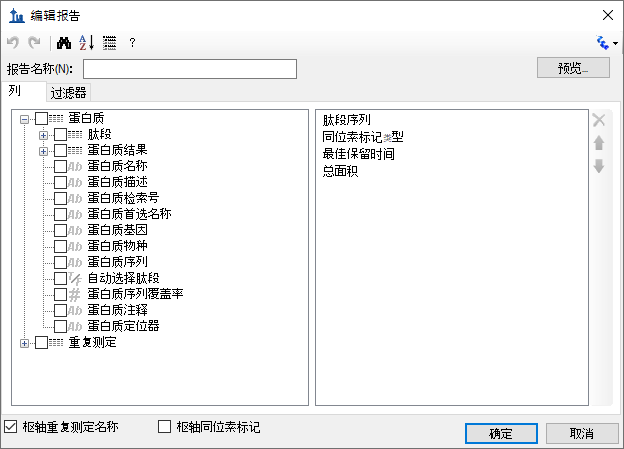 编辑报告
报告名称(N):
预览...
列
过滤器
蛋白质
肽段
蛋白质结果
Ab 蛋白质名称
Ab 蛋白质描述
Ab 蛋白质检索号
Ab 蛋白质首选名称
Ab 蛋白质基因
Ab 蛋白质物种
Ab 蛋白质序列
T/F 自动选择肽段
# 蛋白质序列覆盖率
Ab 蛋白质注释
Ab 蛋白质定位器
重复测定
肽段序列
同位素标记类型
最佳保留时间
总面积
枢轴重复测定名称
枢轴同位素标记
确定
取消